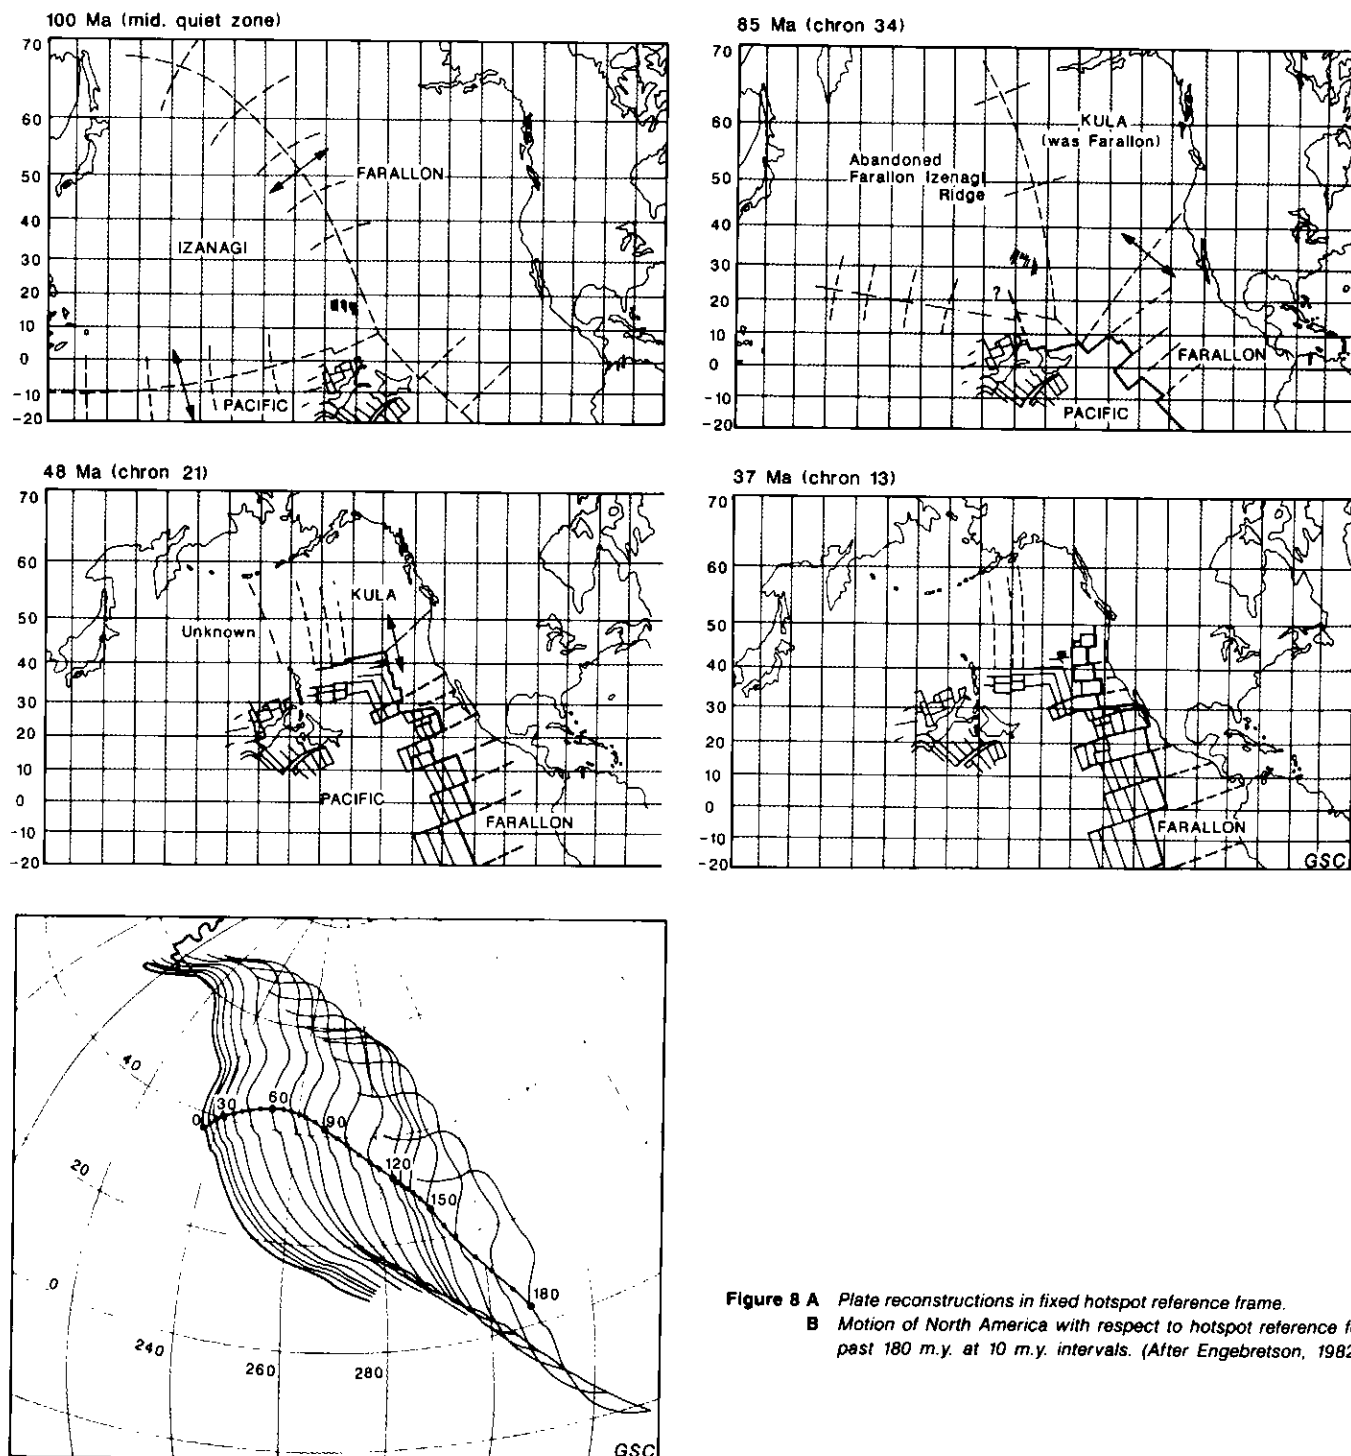 100 Ma (mid. quiet zone)
70
60
50
40
30
20
10
0
-10
-20
FARALLON
IZANAGI
PACIFIC
85 Ma (chron 34)
70
60
50
40
30
20
10
0
-10
-20
KULA
(was Farallon)
Abandoned
Farallon Izenagi
Ridge
?
FARALLON
PACIFIC
48 Ma (chron 21)
70
60
50
40
30
20
10
0
-10
-20
KULA
Unknown
PACIFIC
FARALLON
37 Ma (chron 13)
70
60
50
40
30
20
10
0
-10
-20
FARALLON
GSC
40
20
0
240
260
280
0
30
60
90
120
150
180
GSC
Figure 8 A Plate reconstructions in fixed hotspot reference frame.
B Motion of North America with respect to hotspot reference
past 180 m.y. at 10 m.y. intervals. (After Engebretson, 1982